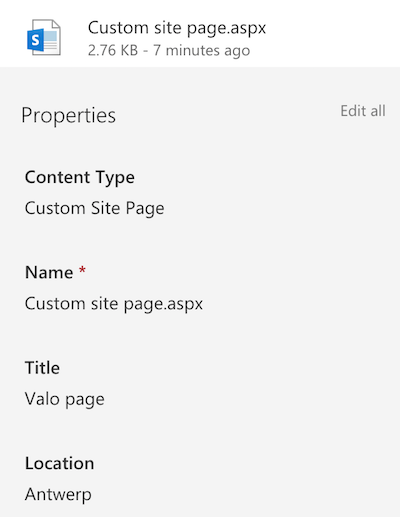 Custom site page.aspx
2.76 KB - 7 minutes ago
Properties
Edit all
Content Type
Custom Site Page
Name *
Custom site page.aspx
Title
Valo page
Location
Antwerp